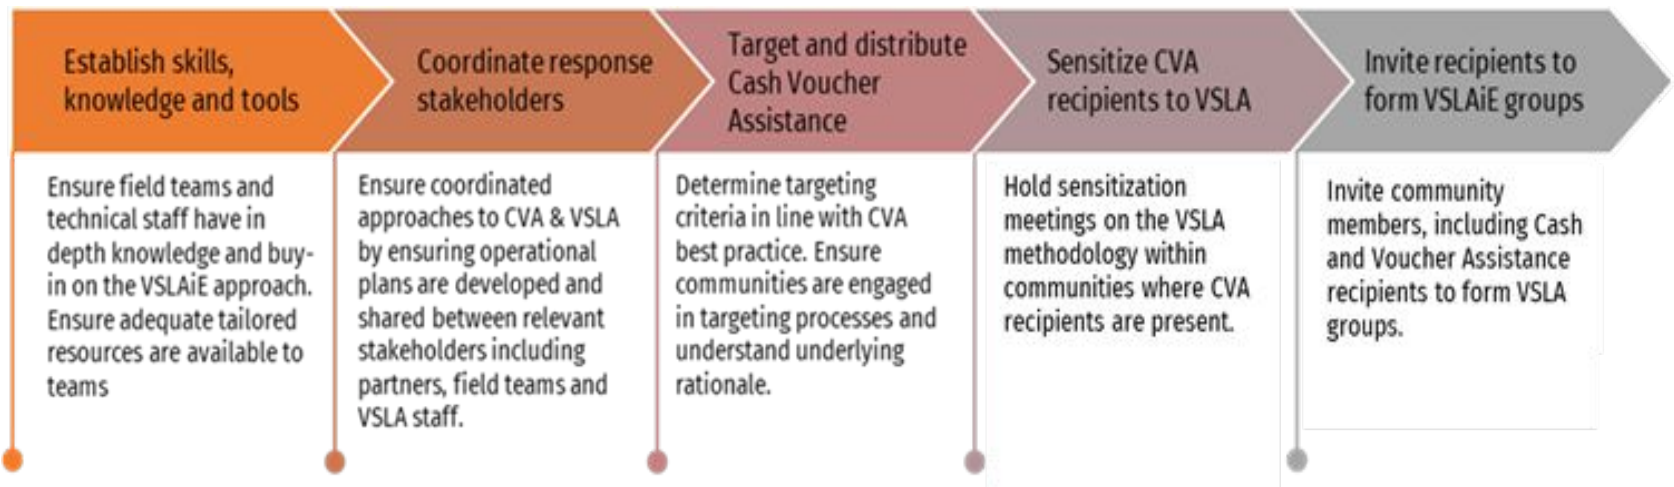 Establish skills,
knowledge and tools
Coordinate response
stakeholders
Target and distribute
Cash Voucher
Assistance
Sensitize CVA
recipients to VSLA
Invite recipients to
form VSLAiE groups
Ensure field teams and
technical staff have in
depth knowledge and buy-
in on the VSLAiE approach.
Ensure adequate tailored
resources are available to
teams
Ensure coordinated
approaches to CVA & VSLA
by ensuring operational
plans are developed and
shared between relevant
stakeholders including
partners, field teams and
VSLA staff.
Determine targeting
criteria in line with CVA
best practice. Ensure
communities are engaged
in targeting processes and
understand underlying
rationale.
Hold sensitization
meetings on the VSLA
methodology within
communities where CVA
recipients are present.
Invite community
members, including Cash
and Voucher Assistance
recipients to form VSLA
groups.